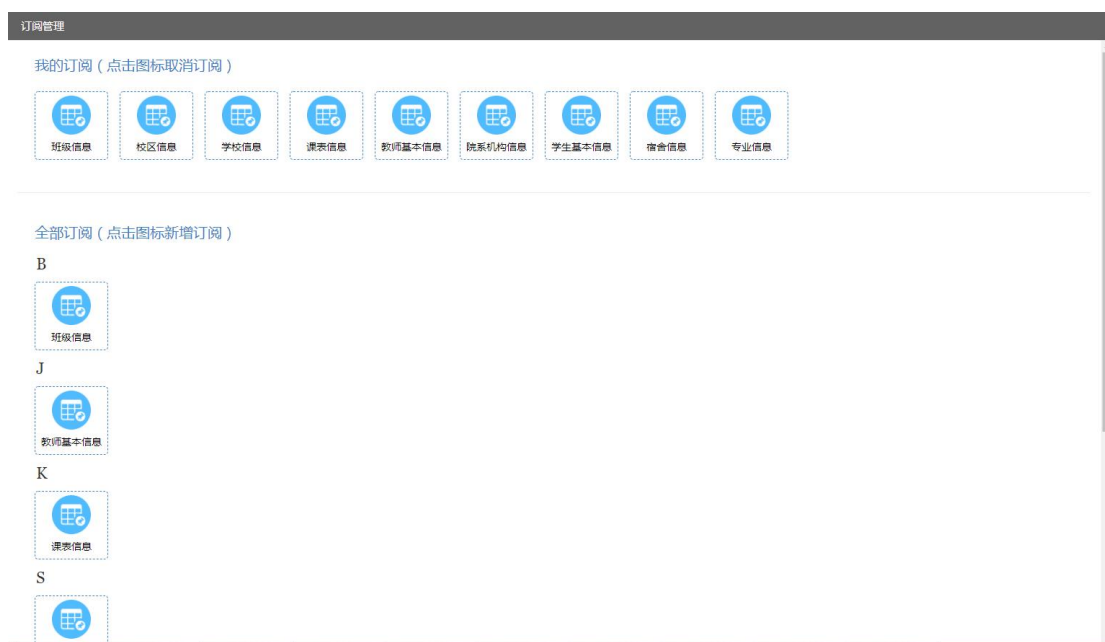 订阅管理
我的订阅（点击图标取消订阅）
班级信息 校区信息 学校信息 课表信息 教师基本信息 院系机构信息 学生基本信息 宿舍信息 专业信息
全部订阅（点击图标新增订阅）
B
班级信息
J
教师基本信息
K
课表信息
S